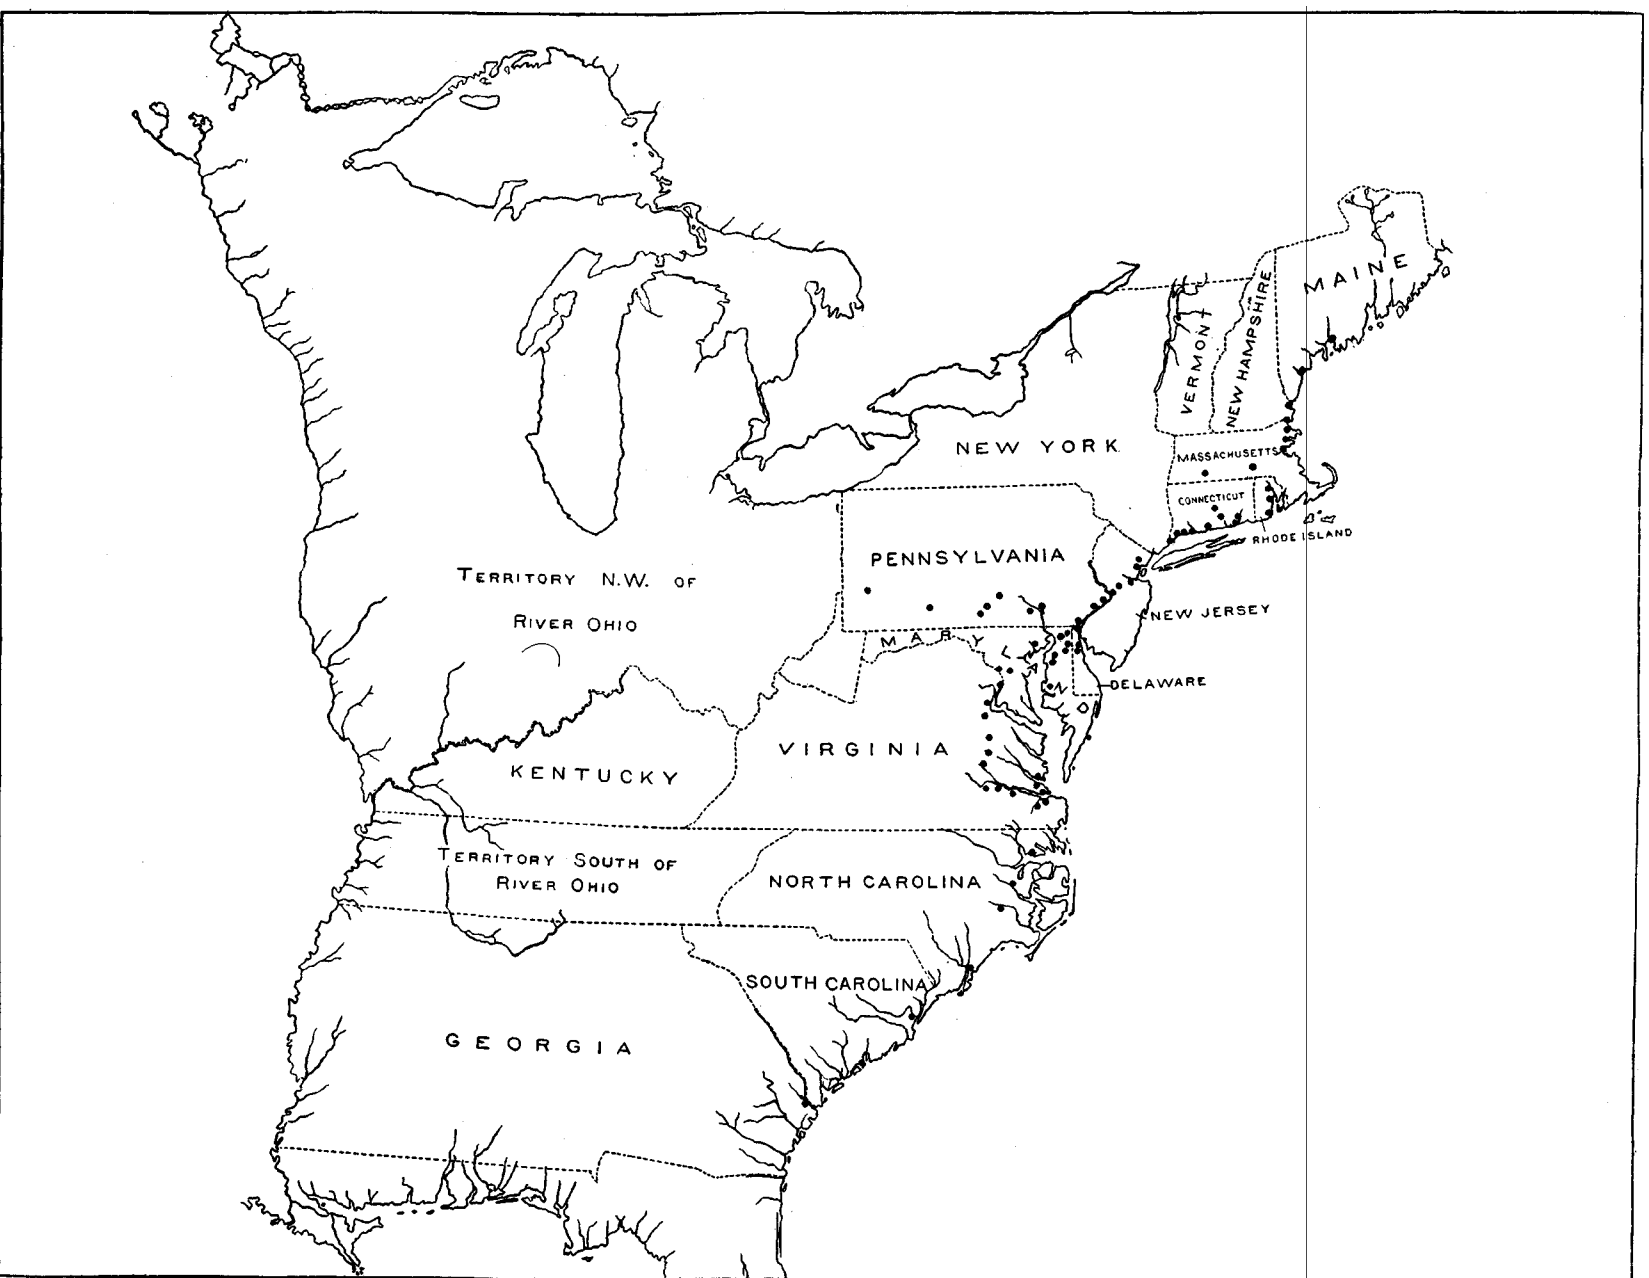 MAINE
VERMONT
NEW HAMPSHIRE
NEW YORK
MASSACHUSETTS
CONNECTICUT
RHODE ISLAND
PENNSYLVANIA
TERRITORY N.W. OF
RIVER OHIO
NEW JERSEY
MARYLAN
DELAWARE
VIRGINIA
KENTUCKY
TERRITORY SOUTH OF
RIVER OHIO
NORTH CAROLINA
SOUTH CAROLINA
GEORGIA